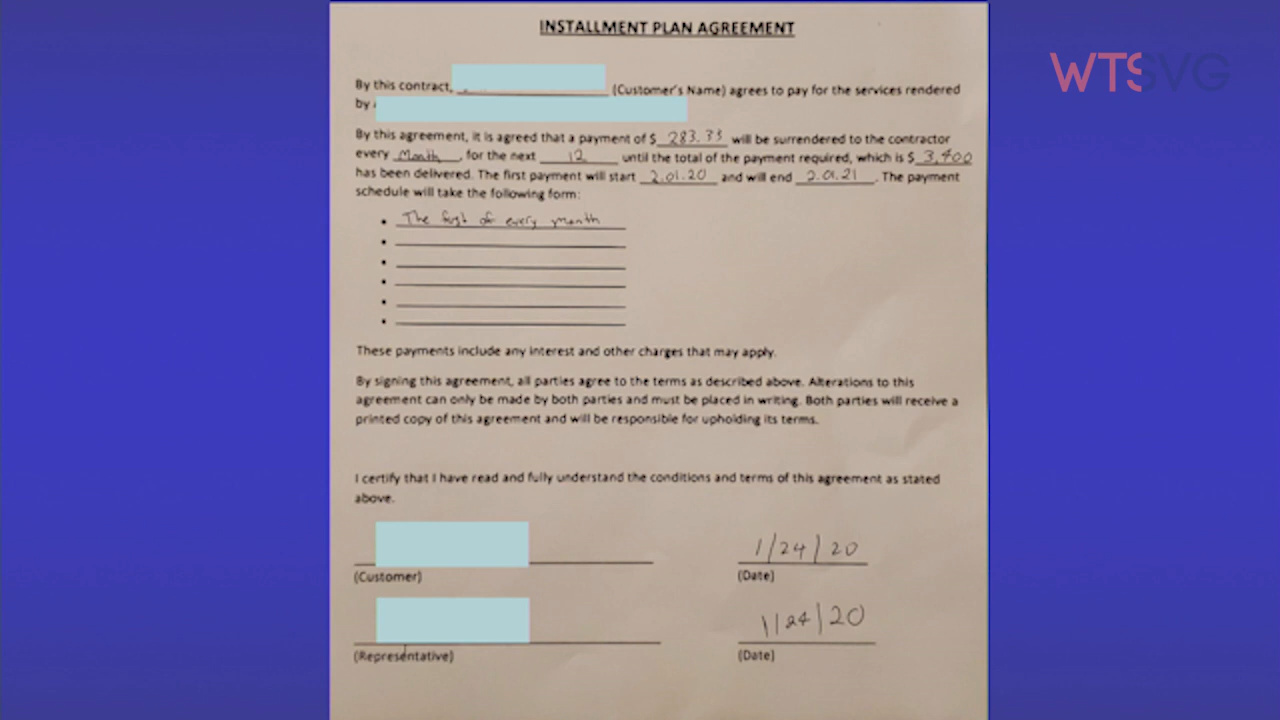 INSTALLMENT PLAN AGREEMENT
WTSVG
By this contract, (Customer's Name) agrees to pay for the services rendered
by
By this agreement, it is agreed that a payment of $ 283.33 will be surrendered to the contractor
every Month, for the next 12 until the total of the payment required, which is $ 3,400
has been delivered. The first payment will start 2.01.20 and will end 2.01.21. The payment
schedule will take the following form:
• The first of every month
•
•
•
•
•
These payments include any interest and other charges that may apply.
By signing this agreement, all parties agree to the terms as described above. Alterations to this
agreement can only be made by both parties and must be placed in writing. Both parties will receive a
printed copy of this agreement and will be responsible for upholding its terms.
I certify that I have read and fully understand the conditions and terms of this agreement as stated
above.
1/24/20
(Customer) (Date)
1/24/20
(Representative) (Date)